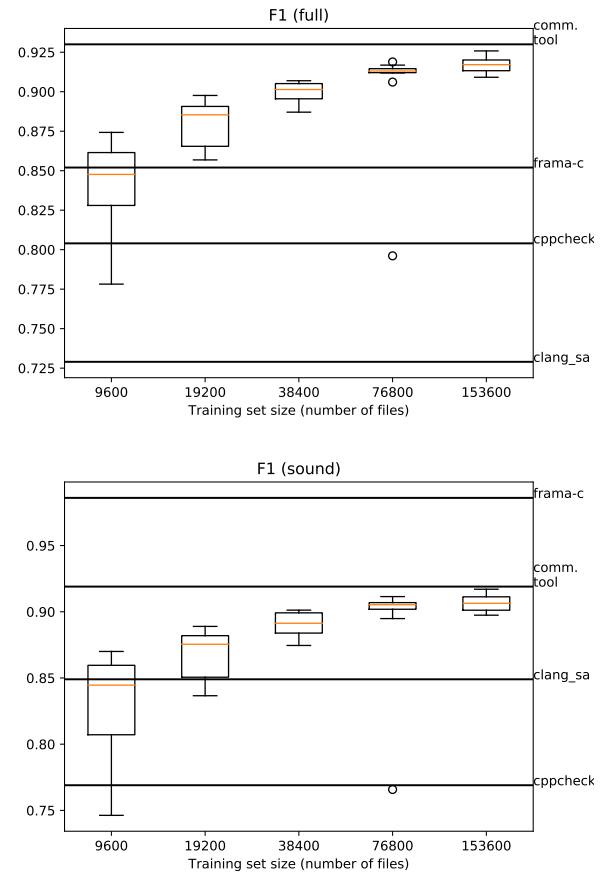 F1 (full)
comm.
tool
0.925
0.900
0.875
0.850
frama-c
0.825
0.800
cppcheck
0.775
0.750
0.725
clang_sa
9600 19200 38400 76800 153600
Training set size (number of files)
F1 (sound)
frama-c
0.95
comm.
tool
0.90
0.85
clang_sa
0.80
cppcheck
0.75
9600 19200 38400 76800 153600
Training set size (number of files)